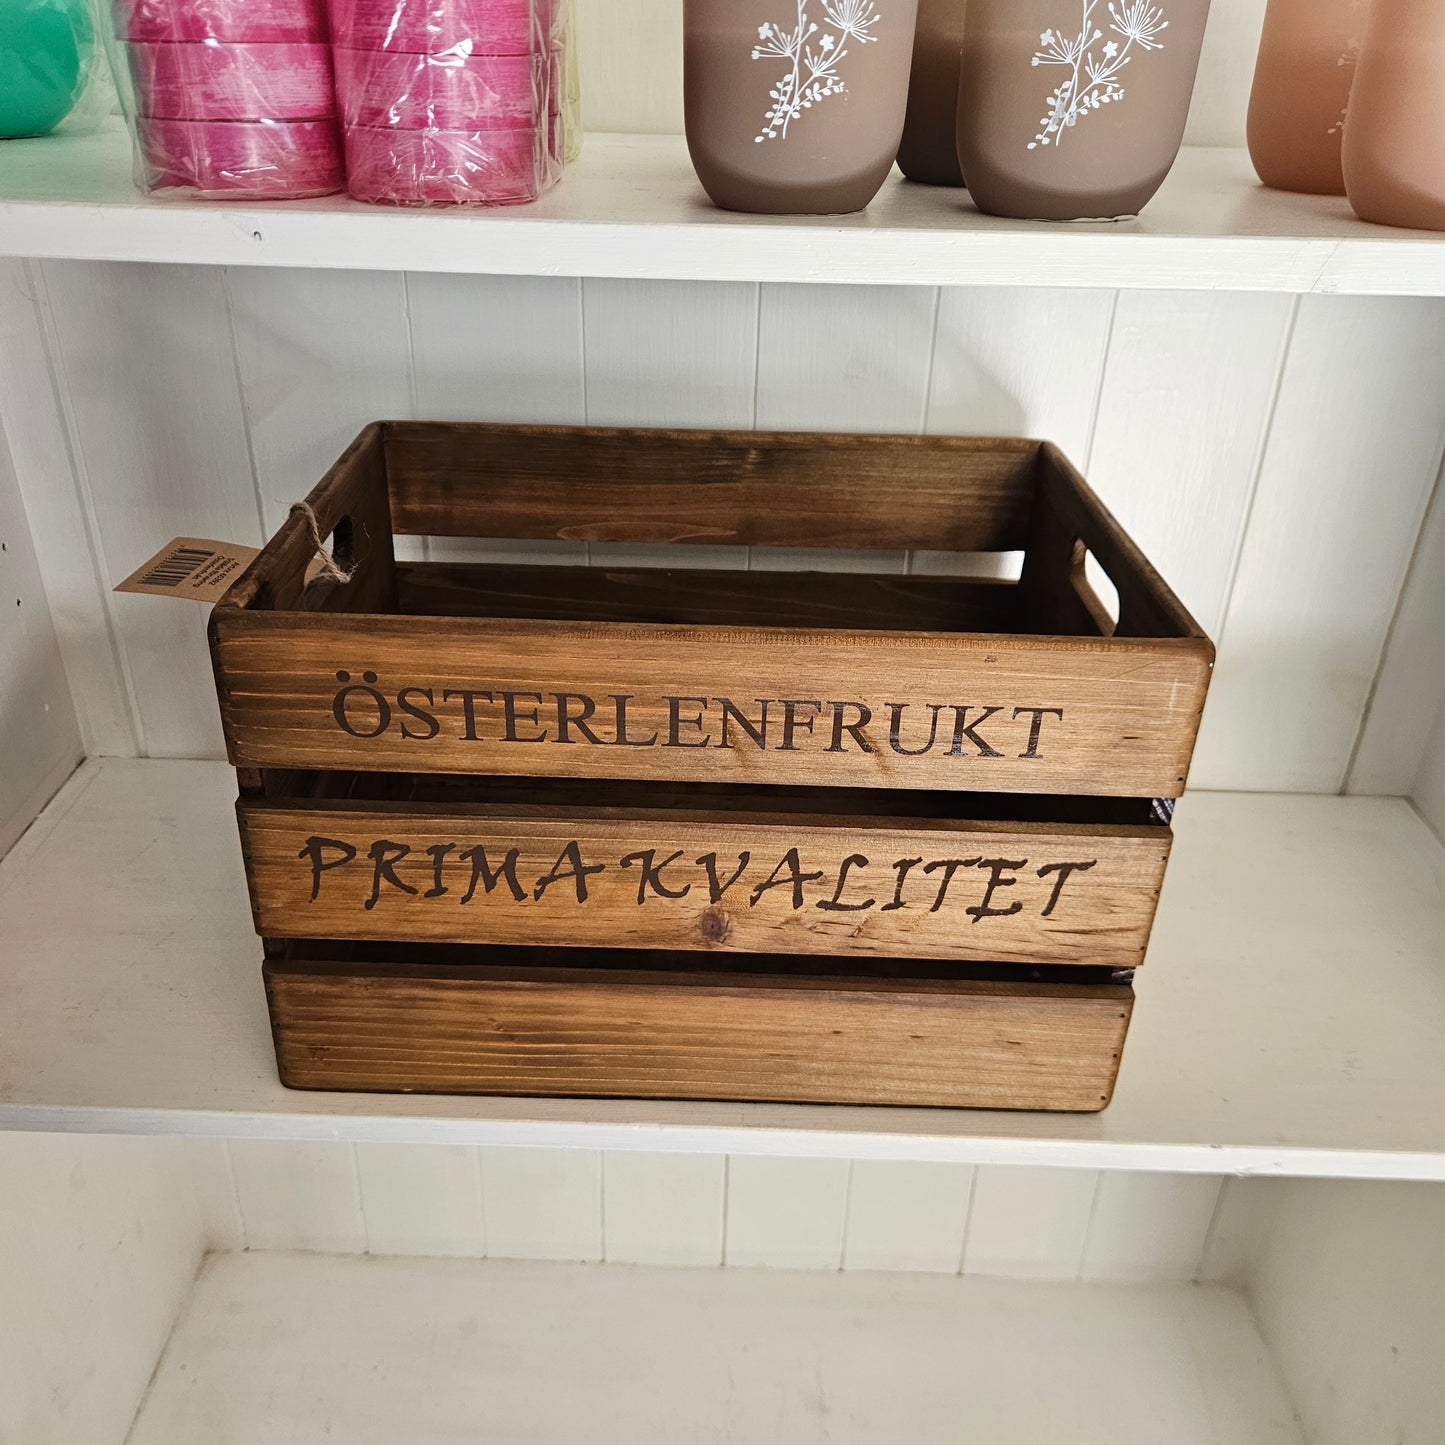 ÖSTERLENFRUKT
PRIMA KVALITET